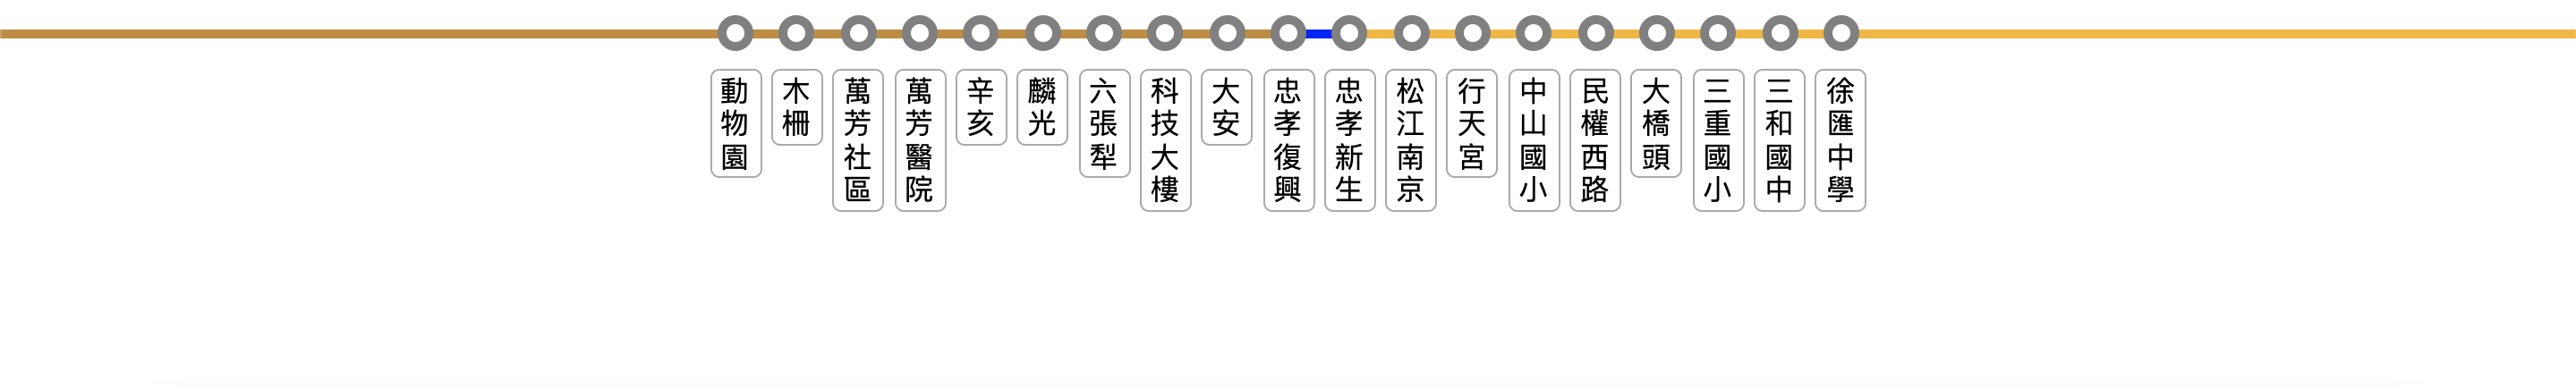 動物園
木柵
萬芳社區
萬芳醫院
辛亥
麟光
六張犁
科技大樓
大安
忠孝復興
忠孝新生
松江南京
行天宮
中山國小
民權西路
大橋頭
三重國小
三和國中
徐匯中學